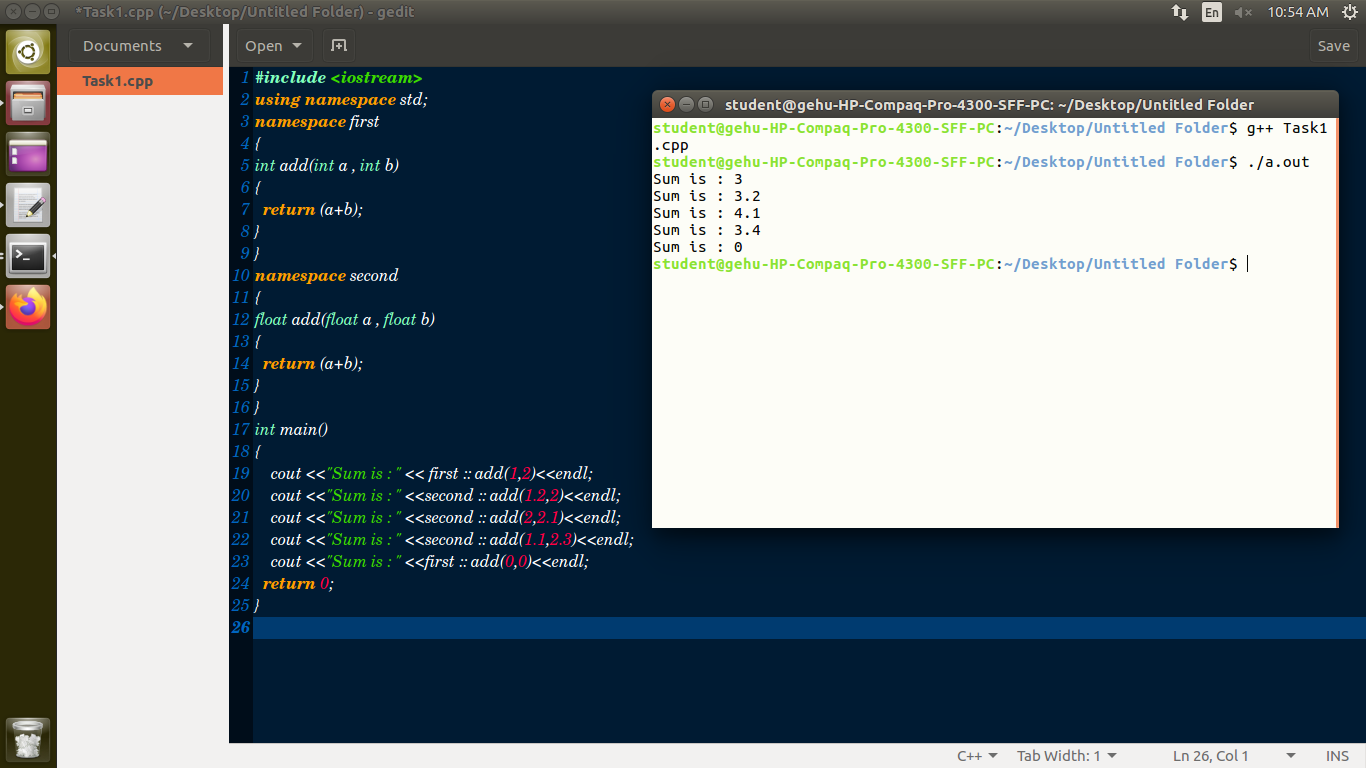 *Task1.cpp (~/Desktop/Untitled Folder) - gedit
En
10:54 AM
Documents
Open
Save
Task1.cpp
1 #include <iostream>
2 using namespace std;
3 namespace first
4 {
5 int add(int a , int b)
6 {
7   return (a+b);
8 }
9 }
10 namespace second
11 {
12 float add(float a , float b)
13 {
14   return (a+b);
15 }
16 }
17 int main()
18 {
19    cout <<"Sum is : " << first :: add(1,2)<<endl;
20    cout <<"Sum is : " <<second :: add(1.2,2)<<endl;
21    cout <<"Sum is : " <<second :: add(2,2.1)<<endl;
22    cout <<"Sum is : " <<second :: add(1.1,2.3)<<endl;
23    cout <<"Sum is : " <<first :: add(0,0)<<endl;
24   return 0;
25 }
26
student@gehu-HP-Compaq-Pro-4300-SFF-PC: ~/Desktop/Untitled Folder
student@gehu-HP-Compaq-Pro-4300-SFF-PC:~/Desktop/Untitled Folder$ g++ Task1
.cpp
student@gehu-HP-Compaq-Pro-4300-SFF-PC:~/Desktop/Untitled Folder$ ./a.out
Sum is : 3
Sum is : 3.2
Sum is : 4.1
Sum is : 3.4
Sum is : 0
student@gehu-HP-Compaq-Pro-4300-SFF-PC:~/Desktop/Untitled Folder$
C++
Tab Width: 1
Ln 26, Col 1
INS